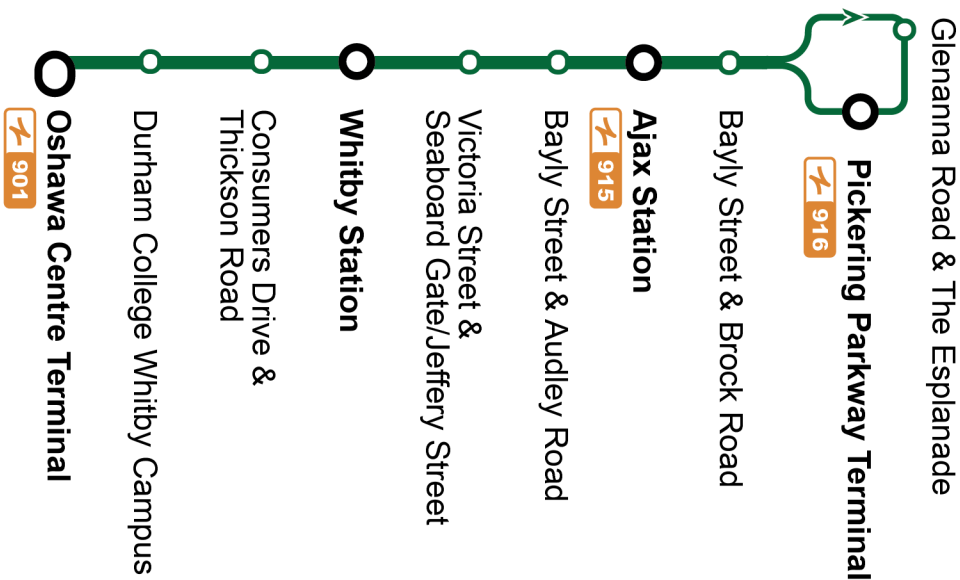 Glenanna Road & The Esplanade
Pickering Parkway Terminal
916
Bayly Street & Brock Road
Ajax Station
915
Bayly Street & Audley Road
Victoria Street &
Seaboard Gate/Jeffery Street
Whitby Station
Consumers Drive &
Thickson Road
Durham College Whitby Campus
Oshawa Centre Terminal
901